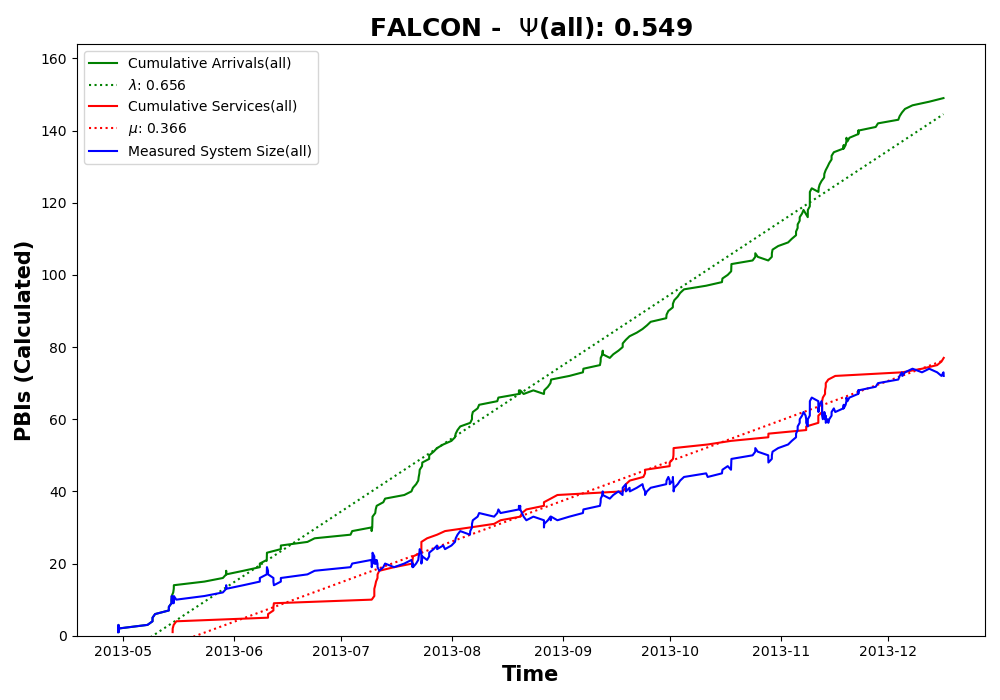 FALCON -  Ψ(all): 0.549
Cumulative Arrivals(all)
λ: 0.656
Cumulative Services(all)
μ: 0.366
Measured System Size(all)
160
140
120
100
80
60
40
20
0
PBIs (Calculated)
2013-05 2013-06 2013-07 2013-08 2013-09 2013-10 2013-11 2013-12
Time